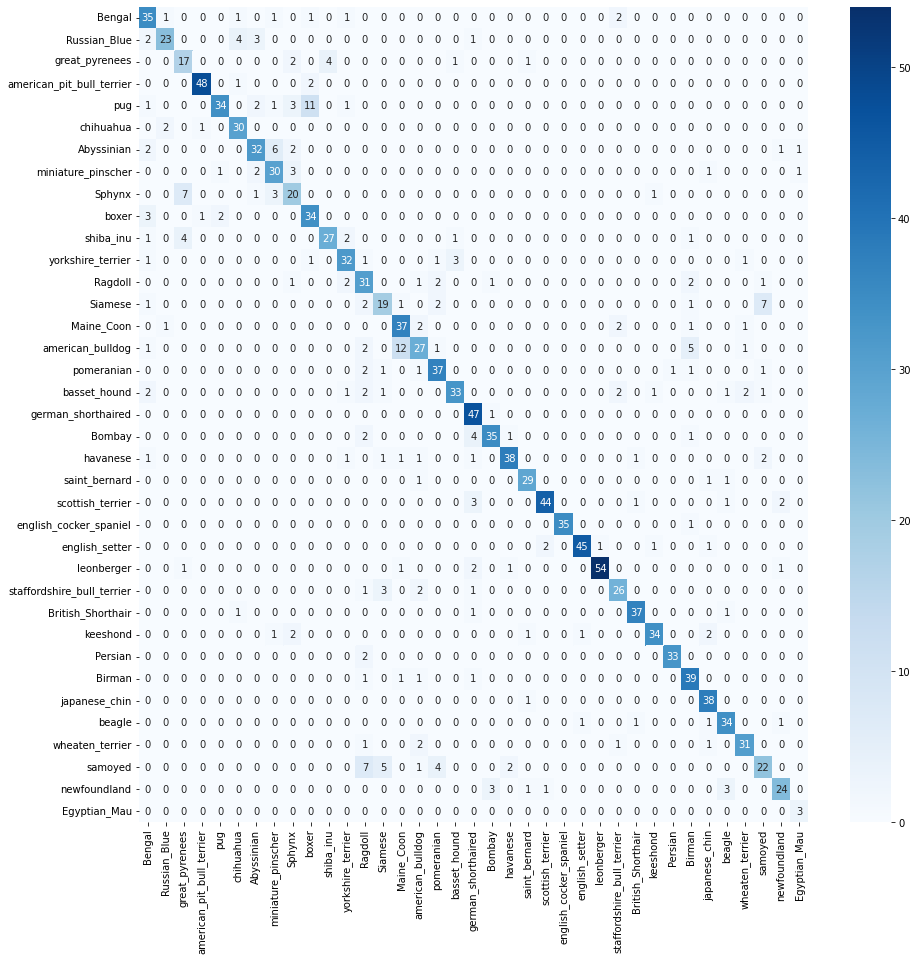 Bengal 35 1 0 0 0 1 0 1 0 1 0 1 0 0 0 0 0 0 0 0 0 0 0 0 0 0 2 0 0 0 0 0 0 0 0 0 0
Russian_Blue 2 23 0 0 0 4 3 0 0 0 0 0 0 0 0 0 0 0 1 0 0 0 0 0 0 0 0 0 0 0 0 0 0 0 0 0 0
great_pyrenees 0 0 17 0 0 0 0 0 2 0 4 0 0 0 0 0 0 1 0 0 0 1 0 0 0 0 0 0 0 0 0 0 0 0 0 0 0
american_pit_bull_terrier 0 0 0 48 0 1 0 0 0 2 0 0 0 0 0 0 0 0 0 0 0 0 0 0 0 0 0 0 0 0 0 0 0 0 0 0 0
pug 1 0 0 0 34 0 2 1 3 11 0 1 0 0 0 0 0 0 0 0 0 0 0 0 0 0 0 0 0 0 0 0 0 0 0 0 0
chihuahua 0 2 0 1 0 30 0 0 0 0 0 0 0 0 0 0 0 0 0 0 0 0 0 0 0 0 0 0 0 0 0 0 0 0 0 0 0
Abyssinian 2 0 0 0 0 0 32 6 2 0 0 0 0 0 0 0 0 0 0 0 0 0 0 0 0 0 0 0 0 0 0 0 0 0 0 1 1
miniature_pinscher 0 0 0 0 1 0 2 30 3 0 0 0 0 0 0 0 0 0 0 0 0 0 0 0 0 0 0 0 0 0 0 1 0 0 0 0 1
Sphynx 0 0 7 0 0 0 1 3 20 0 0 0 0 0 0 0 0 0 0 0 0 0 0 0 0 0 0 0 1 0 0 0 0 0 0 0 0
boxer 3 0 0 1 2 0 0 0 0 34 0 0 0 0 0 0 0 0 0 0 0 0 0 0 0 0 0 0 0 0 0 0 0 0 0 0 0
shiba_inu 1 0 4 0 0 0 0 0 0 0 27 2 0 0 0 0 0 1 0 0 0 0 0 0 0 0 0 0 0 0 1 0 0 0 0 0 0
yorkshire_terrier 1 0 0 0 0 0 0 0 0 1 0 32 1 0 0 0 1 3 0 0 0 0 0 0 0 0 0 0 0 0 0 0 0 1 0 0 0
Ragdoll 0 0 0 0 0 0 0 0 1 0 0 2 31 0 0 1 2 0 0 1 0 0 0 0 0 0 0 0 0 0 2 0 0 0 1 0 0
Siamese 1 0 0 0 0 0 0 0 0 0 0 0 2 19 1 0 2 0 0 0 0 0 0 0 0 0 0 0 0 0 1 0 0 0 7 0 0
Maine_Coon 0 1 0 0 0 0 0 0 0 0 0 0 0 0 37 2 0 0 0 0 0 0 0 0 0 0 2 0 0 0 1 0 0 1 0 0 0
american_bulldog 1 0 0 0 0 0 0 0 0 0 0 0 2 0 12 27 1 0 0 0 0 0 0 0 0 0 0 0 0 0 5 0 0 1 0 0 0
pomeranian 0 0 0 0 0 0 0 0 0 0 0 0 2 1 0 1 37 0 0 0 0 0 0 0 0 0 0 0 0 1 1 0 0 0 1 0 0
basset_hound 2 0 0 0 0 0 0 0 0 0 0 1 2 1 0 0 0 33 0 0 0 0 0 0 0 0 2 0 1 0 0 0 1 2 1 0 0
german_shorthaired 0 0 0 0 0 0 0 0 0 0 0 0 0 0 0 0 0 0 47 1 0 0 0 0 0 0 0 0 0 0 0 0 0 0 0 0 0
Bombay 0 0 0 0 0 0 0 0 0 0 0 0 2 0 0 0 0 0 4 35 1 0 0 0 0 0 0 0 0 0 1 0 0 0 0 0 0
havanese 1 0 0 0 0 0 0 0 0 0 0 1 0 1 1 1 0 0 1 0 38 0 0 0 0 0 0 1 0 0 0 0 0 0 2 0 0
saint_bernard 0 0 0 0 0 0 0 0 0 0 0 0 0 0 0 1 0 0 0 0 0 29 0 0 0 0 0 0 0 0 0 1 1 0 0 0 0
scottish_terrier 0 0 0 0 0 0 0 0 0 0 0 0 0 0 0 0 0 0 3 0 0 0 44 0 0 0 0 1 0 0 0 0 1 0 0 2 0
english_cocker_spaniel 0 0 0 0 0 0 0 0 0 0 0 0 0 0 0 0 0 0 0 0 0 0 0 35 0 0 0 0 0 0 1 0 0 0 0 0 0
english_setter 0 0 0 0 0 0 0 0 0 0 0 0 0 0 0 0 0 0 0 0 0 0 2 0 45 1 0 0 1 0 0 1 0 0 0 0 0
leonberger 0 0 1 0 0 0 0 0 0 0 0 0 0 0 1 0 0 0 2 0 1 0 0 0 0 54 0 0 0 0 0 0 0 0 0 1 0
staffordshire_bull_terrier 0 0 0 0 0 0 0 0 0 0 0 0 1 3 0 2 0 0 1 0 0 0 0 0 0 0 26 0 0 0 0 0 0 0 0 0 0
British_Shorthair 0 0 0 0 0 1 0 0 0 0 0 0 0 0 0 0 0 0 1 0 0 0 0 0 0 0 0 37 0 0 0 0 1 0 0 0 0
keeshond 0 0 0 0 0 0 0 1 2 0 0 0 0 0 0 0 0 0 0 0 0 1 0 0 1 0 0 0 34 0 0 2 0 0 0 0 0
Persian 0 0 0 0 0 0 0 0 0 0 0 0 2 0 0 0 0 0 0 0 0 0 0 0 0 0 0 0 0 33 0 0 0 0 0 0 0
Birman 0 0 0 0 0 0 0 0 0 0 0 0 1 0 1 1 0 0 1 0 0 0 0 0 0 0 0 0 0 0 39 0 0 0 0 0 0
japanese_chin 0 0 0 0 0 0 0 0 0 0 0 0 0 0 0 0 0 0 0 0 0 1 0 0 0 0 0 0 0 0 0 38 0 0 0 0 0
beagle 0 0 0 0 0 0 0 0 0 0 0 0 0 0 0 0 0 0 0 0 0 0 0 0 1 0 0 1 0 0 0 1 34 0 0 1 0
wheaten_terrier 0 0 0 0 0 0 0 0 0 0 0 0 1 0 0 2 0 0 0 0 0 0 0 0 0 0 1 0 0 0 0 1 0 31 0 0 0
samoyed 0 0 0 0 0 0 0 0 0 0 0 0 7 5 0 1 4 0 0 0 2 0 0 0 0 0 0 0 0 0 0 0 0 0 22 0 0
newfoundland 0 0 0 0 0 0 0 0 0 0 0 0 0 0 0 0 0 0 0 3 0 1 1 0 0 0 0 0 0 0 0 0 3 0 0 24 0
Egyptian_Mau 0 0 0 0 0 0 0 0 0 0 0 0 0 0 0 0 0 0 0 0 0 0 0 0 0 0 0 0 0 0 0 0 0 0 0 0 3
Bengal
Russian_Blue
great_pyrenees
american_pit_bull_terrier
pug
chihuahua
Abyssinian
miniature_pinscher
Sphynx
boxer
shiba_inu
yorkshire_terrier
Ragdoll
Siamese
Maine_Coon
american_bulldog
pomeranian
basset_hound
german_shorthaired
Bombay
havanese
saint_bernard
scottish_terrier
english_cocker_spaniel
english_setter
leonberger
staffordshire_bull_terrier
British_Shorthair
keeshond
Persian
Birman
japanese_chin
beagle
wheaten_terrier
samoyed
newfoundland
Egyptian_Mau
50
40
30
20
10
0